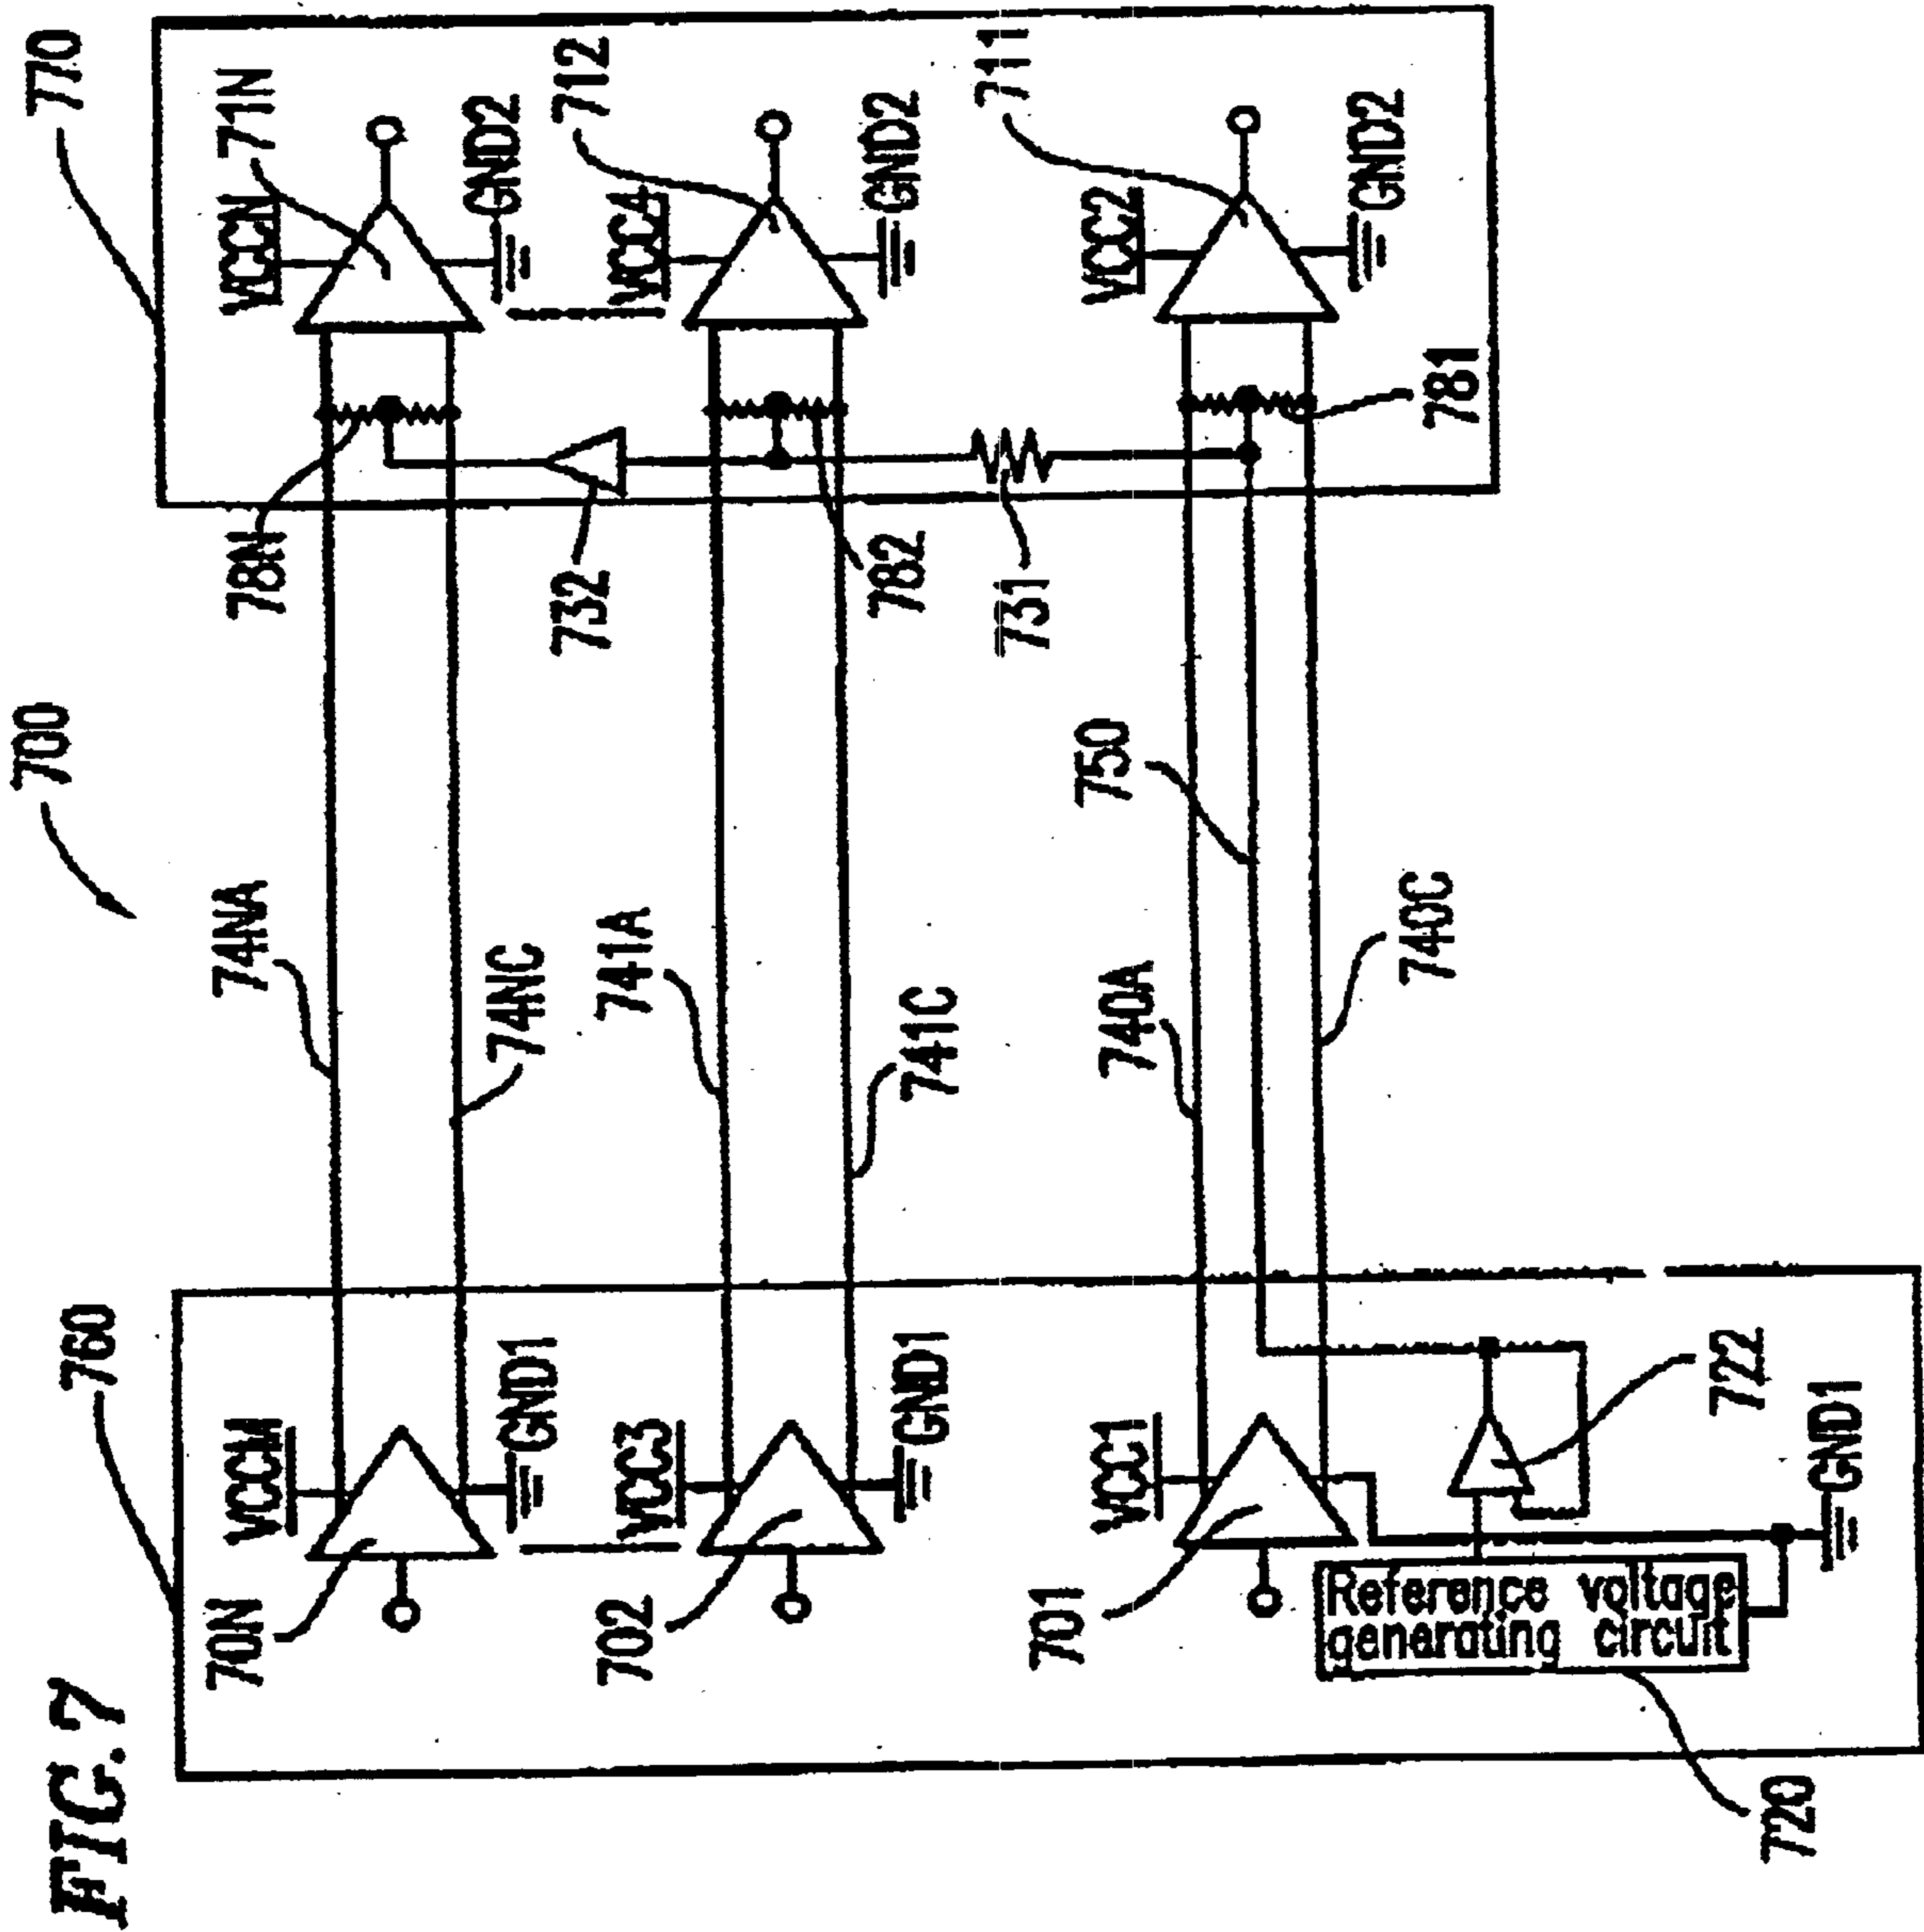 FIG.7
760
700
770
70N
VCCM
74NA
78N
VCCN
71N
GND1
74NC
GND2
702
VCC3
741A
732
VCC4
712
GND1
741C
782
GND2
701
VCC1
740A
750
731
VCC2
711
Reference voltage
generating circuit
740C
781
GND2
722
720
GND1